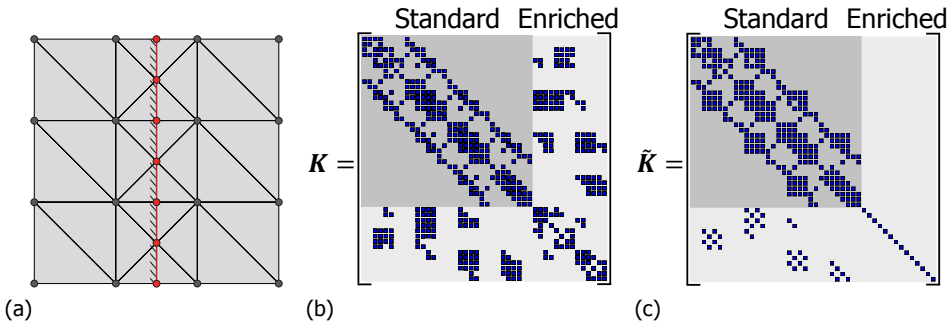 Standard Enriched
Standard Enriched
K =
K̃ =
(a)
(b)
(c)